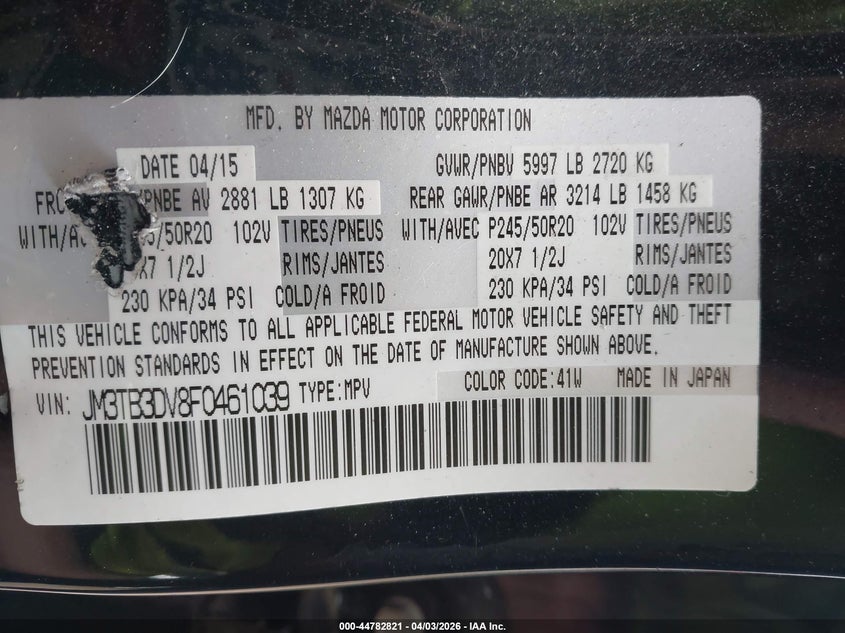 MFD. BY MAZDA MOTOR CORPORATION
DATE 04/15 GVWR/PNBV 5997 LB 2720 KG
/PNBE AV 2881 LB 1307 KG REAR GAWR/PNBE AR 3214 LB 1458 KG
/50R20 102V TIRES/PNEUS WITH/AVEC P245/50R20 102V TIRES/PNEUS
1/2J RIMS/JANTES 20X7 1/2J RIMS/JANTES
230 KPA/34 PSI COLD/A FROID 230 KPA/34 PSI COLD/A FROID
THIS VEHICLE CONFORMS TO ALL APPLICABLE FEDERAL MOTOR VEHICLE SAFETY AND THEFT
PREVENTION STANDARDS IN EFFECT ON THE DATE OF MANUFACTURE SHOWN ABOVE.
VIN: JM3TB3DV8F0461039 TYPE:MPV COLOR CODE:41W MADE IN JAPAN
000-44782821 - 04/03/2026 - IAA Inc.